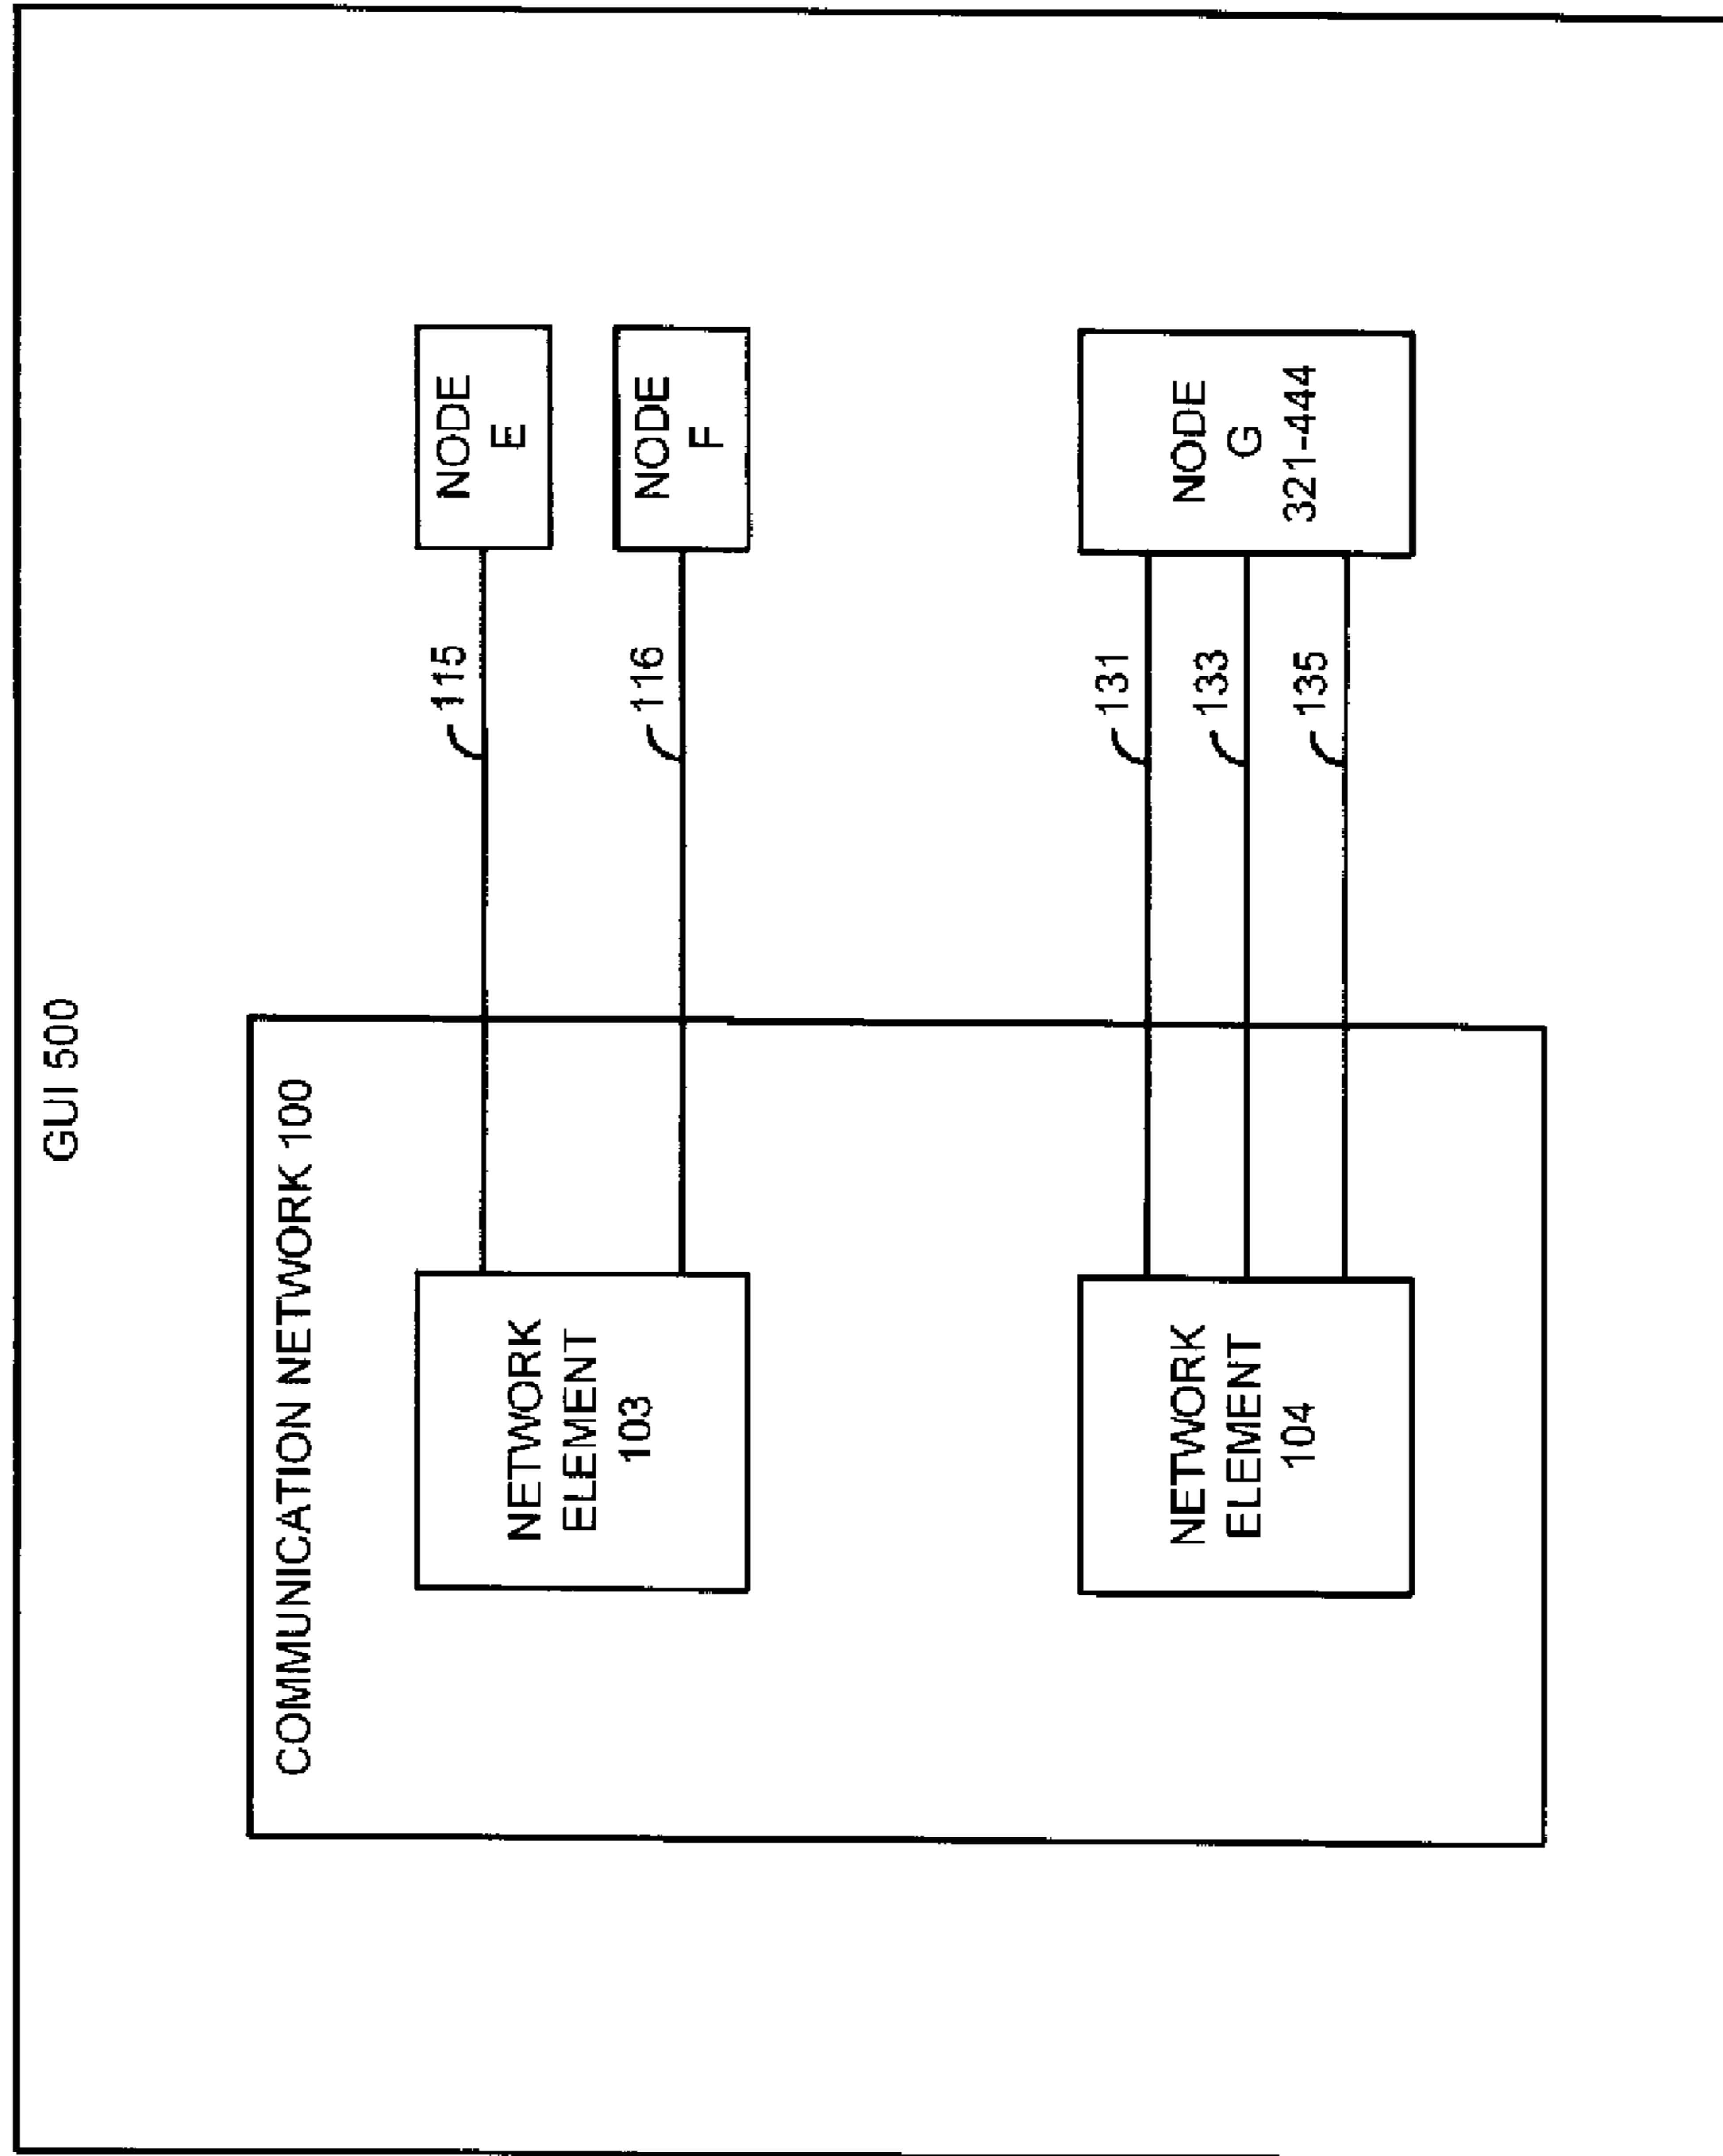 GUI 500
COMMUNICATION NETWORK 100
NETWORK
ELEMENT
103
115
NODE
E
116
NODE
F
NETWORK
ELEMENT
104
131
133
135
NODE
G
321-444